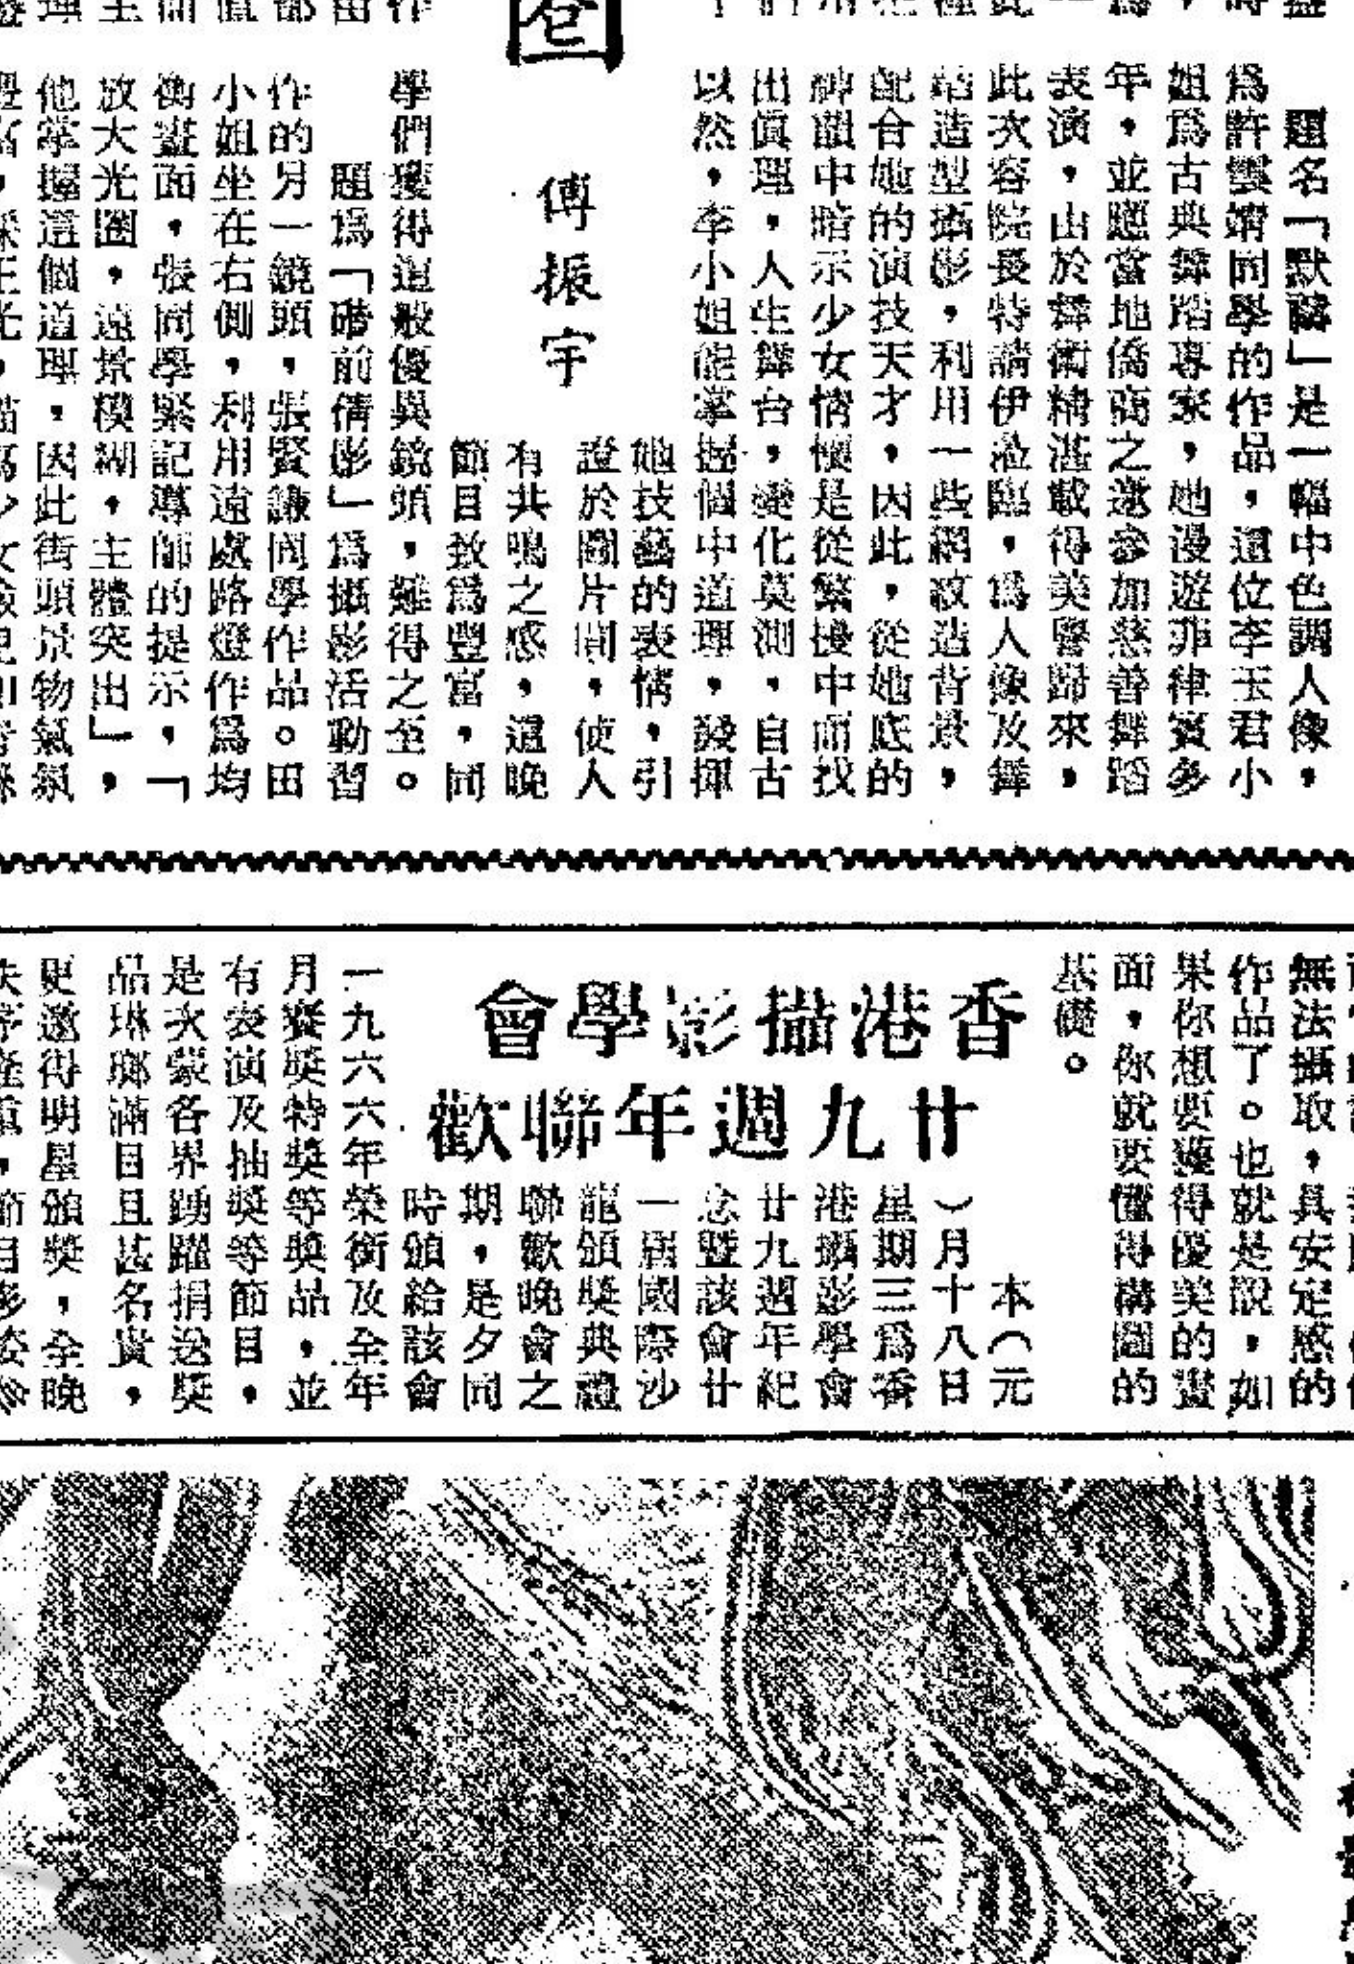 題名「默禱」是一幅中色調人像，
為許雲嬌同學的作品，這位李玉君小
姐爲古典舞踏專家，她漫遊菲律賓多
年，並應當地僑商之邀參加慈善舞踏
表演，由於舞術精湛載得美譽歸來，
此次容院長特請伊蒞臨，爲人像及舞
造型攝影，利用一些網紋造背景，
配合她的演技天才，因此，從她底的
神韻中暗示少女情懷是從繁擾中而找
出眞理，人生舞台，變化莫測，自古
以然，李小姐能掌握個中道理，發揮
她技藝的表情，引
證於圖片間，使人
有共鳴之感，這晚
節目致爲豐富，同
傅振宇
學們獲得這般優異鏡頭，難得之至。
題爲「磅前倩影」爲攝影活動習
作的另一鏡頭，張賢謙同學作品。田
小姐坐在右側，利用遠處路燈作爲均
衡畫面，張同學緊記導師的提示，「
放大光圈，遠景模湖，主體突出」，
他掌握這個道理，因此街頭景物氣氛
無法攝取，具安定感的
作品了。也就是說，如
果你想要獲得優美的畫
面，你就要懂得構圖的
基礎。
香港攝影學會
廿九週年聯歡
本（元
）月十八日
星期三爲香
港攝影學會
廿九週年紀
念暨該會廿
一屆國際沙
龍頒獎典禮
聯歡晚會之
期，是夕同
時頒給該會
一九六六年榮銜及全年
月賽獎特獎等獎品，並
有表演及抽獎等節目，
是次蒙各界踴躍捐送獎
品琳瑯滿目且甚名貴，
更邀得明星頒獎，全晚